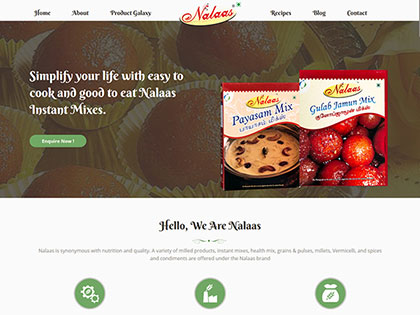 Home
About
Product Galaxy
Nalaas
Recipes
Blog
Contact
Simplify your life with easy to
cook and good to eat Nalaas
Instant Mixes.
Enquire Now !
Nalaas
Payasam Mix
பாயாசம் மிக்ஸ்
Nalaas
Gulab Jamun Mix
குலோப்ஜாமூன் மிக்ஸ்
Hello, We Are Nalaas
Nalaas is synonymous with nutrition and quality. A variety of milled products, instant mixes, health mix, grains & pulses, millets, Vermicelli, and spices
and condiments are offered under the Nalaas brand